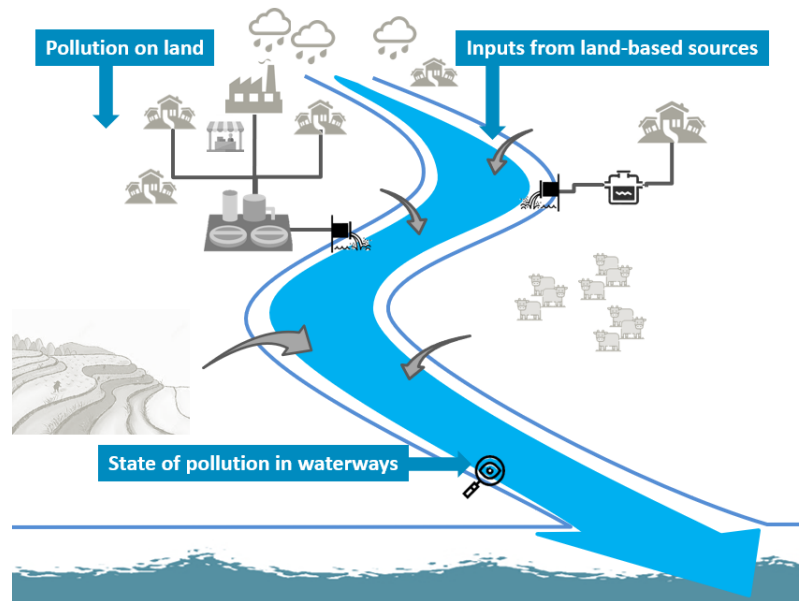 Pollution on land
Inputs from land-based sources
State of pollution in waterways